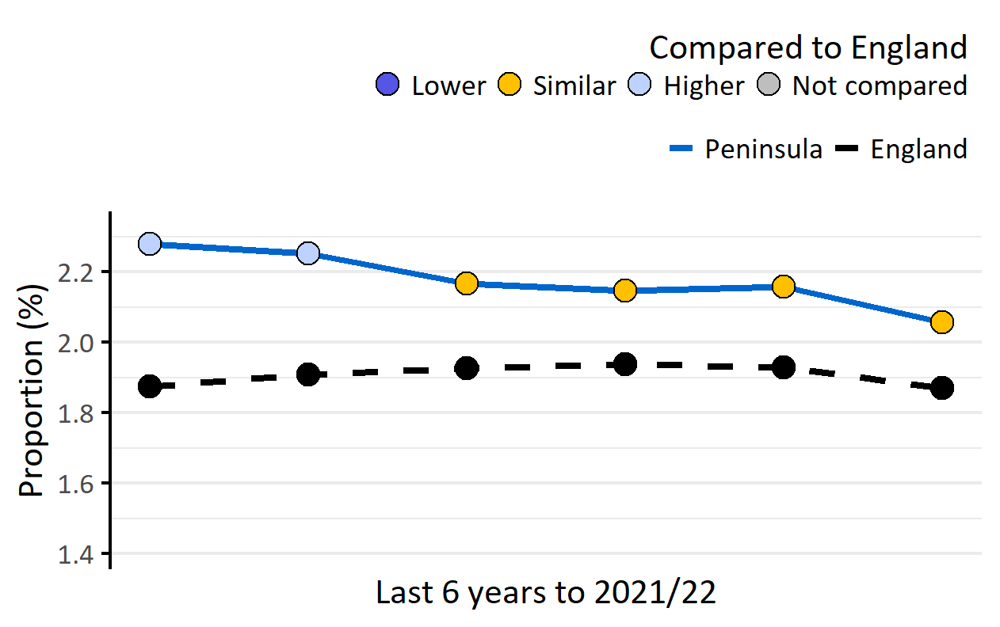 Compared to England
Lower Similar Higher Not compared
Peninsula England
Proportion (%)
2.2
2.0
1.8
1.6
1.4
Last 6 years to 2021/22